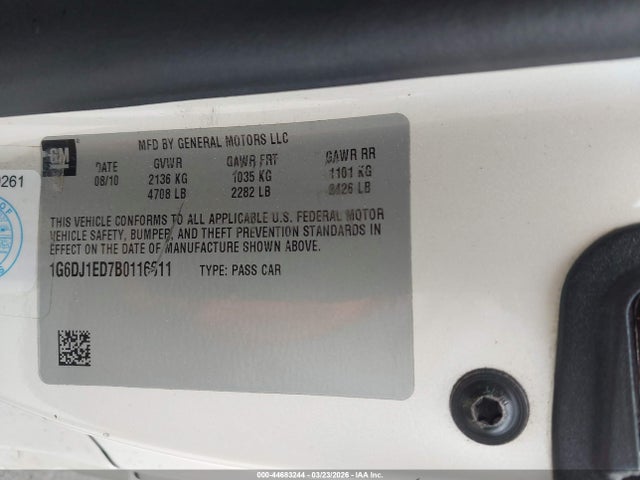 MFD BY GENERAL MOTORS LLC
GM DATE GVWR GAWR FRT GAWR RR
08/10 2136 KG 1035 KG 1101 KG
4708 LB 2282 LB 2426 LB
0261
THIS VEHICLE CONFORMS TO ALL APPLICABLE U.S. FEDERAL MOTOR
VEHICLE SAFETY, BUMPER, AND THEFT PREVENTION STANDARDS IN
EFFECT ON THE DATE OF MANUFACTURE SHOWN ABOVE.
1G6DJ1ED7B0116611 TYPE: PASS CAR
000-44683244 - 03/23/2026 - IAA Inc.